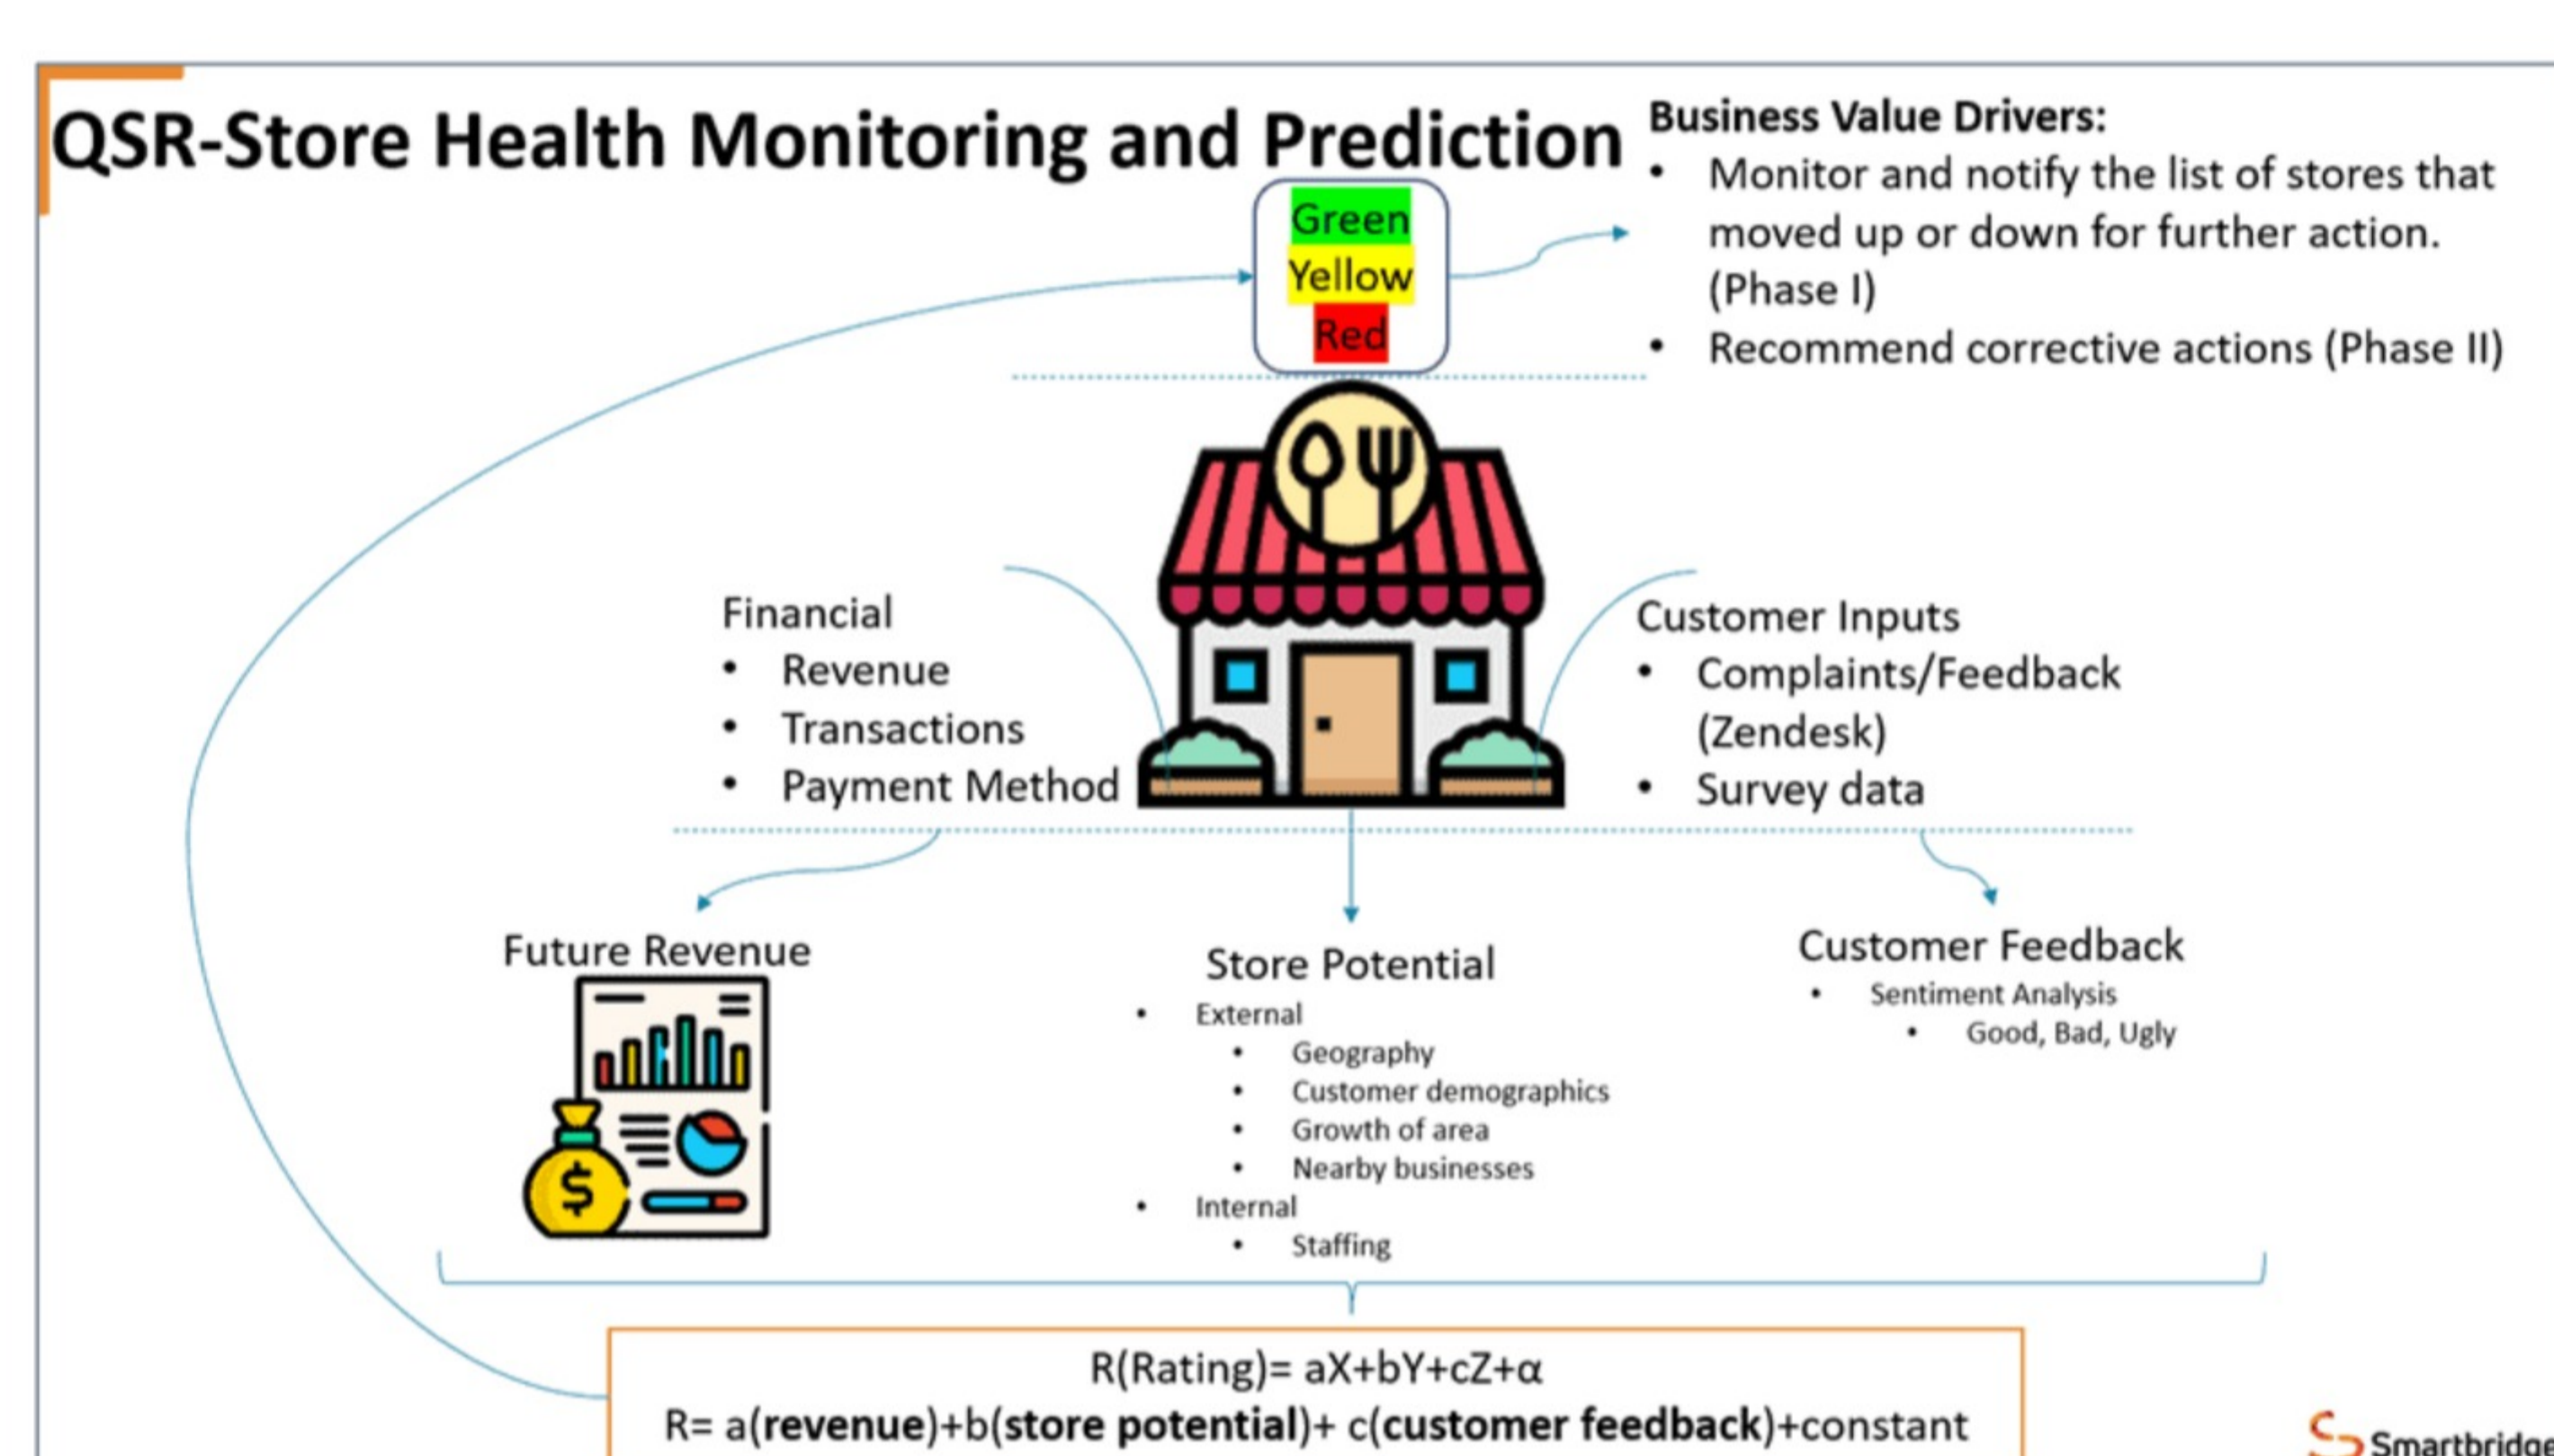 QSR-Store Health Monitoring and Prediction
Business Value Drivers:
• Monitor and notify the list of stores that
moved up or down for further action.
(Phase I)
• Recommend corrective actions (Phase II)
Green
Yellow
Red
Financial
• Revenue
• Transactions
• Payment Method
Customer Inputs
• Complaints/Feedback
(Zendesk)
• Survey data
Future Revenue
$
Store Potential
• External
• Geography
• Customer demographics
• Growth of area
• Nearby businesses
• Internal
• Staffing
Customer Feedback
• Sentiment Analysis
• Good, Bad, Ugly
R(Rating)= aX+bY+cZ+α
R= a(revenue)+b(store potential)+ c(customer feedback)+constant
Smartbridge